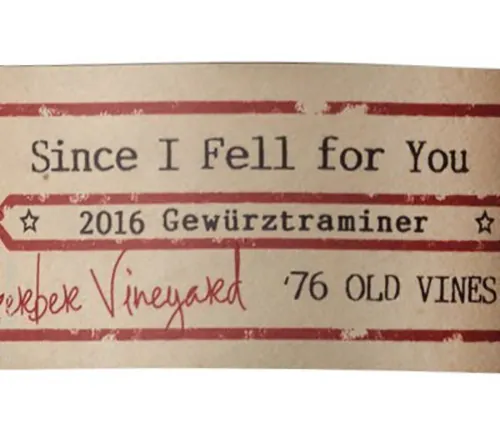 Since I Fell for You
2016 Gewürztraminer
Vineyard '76 OLD VINES